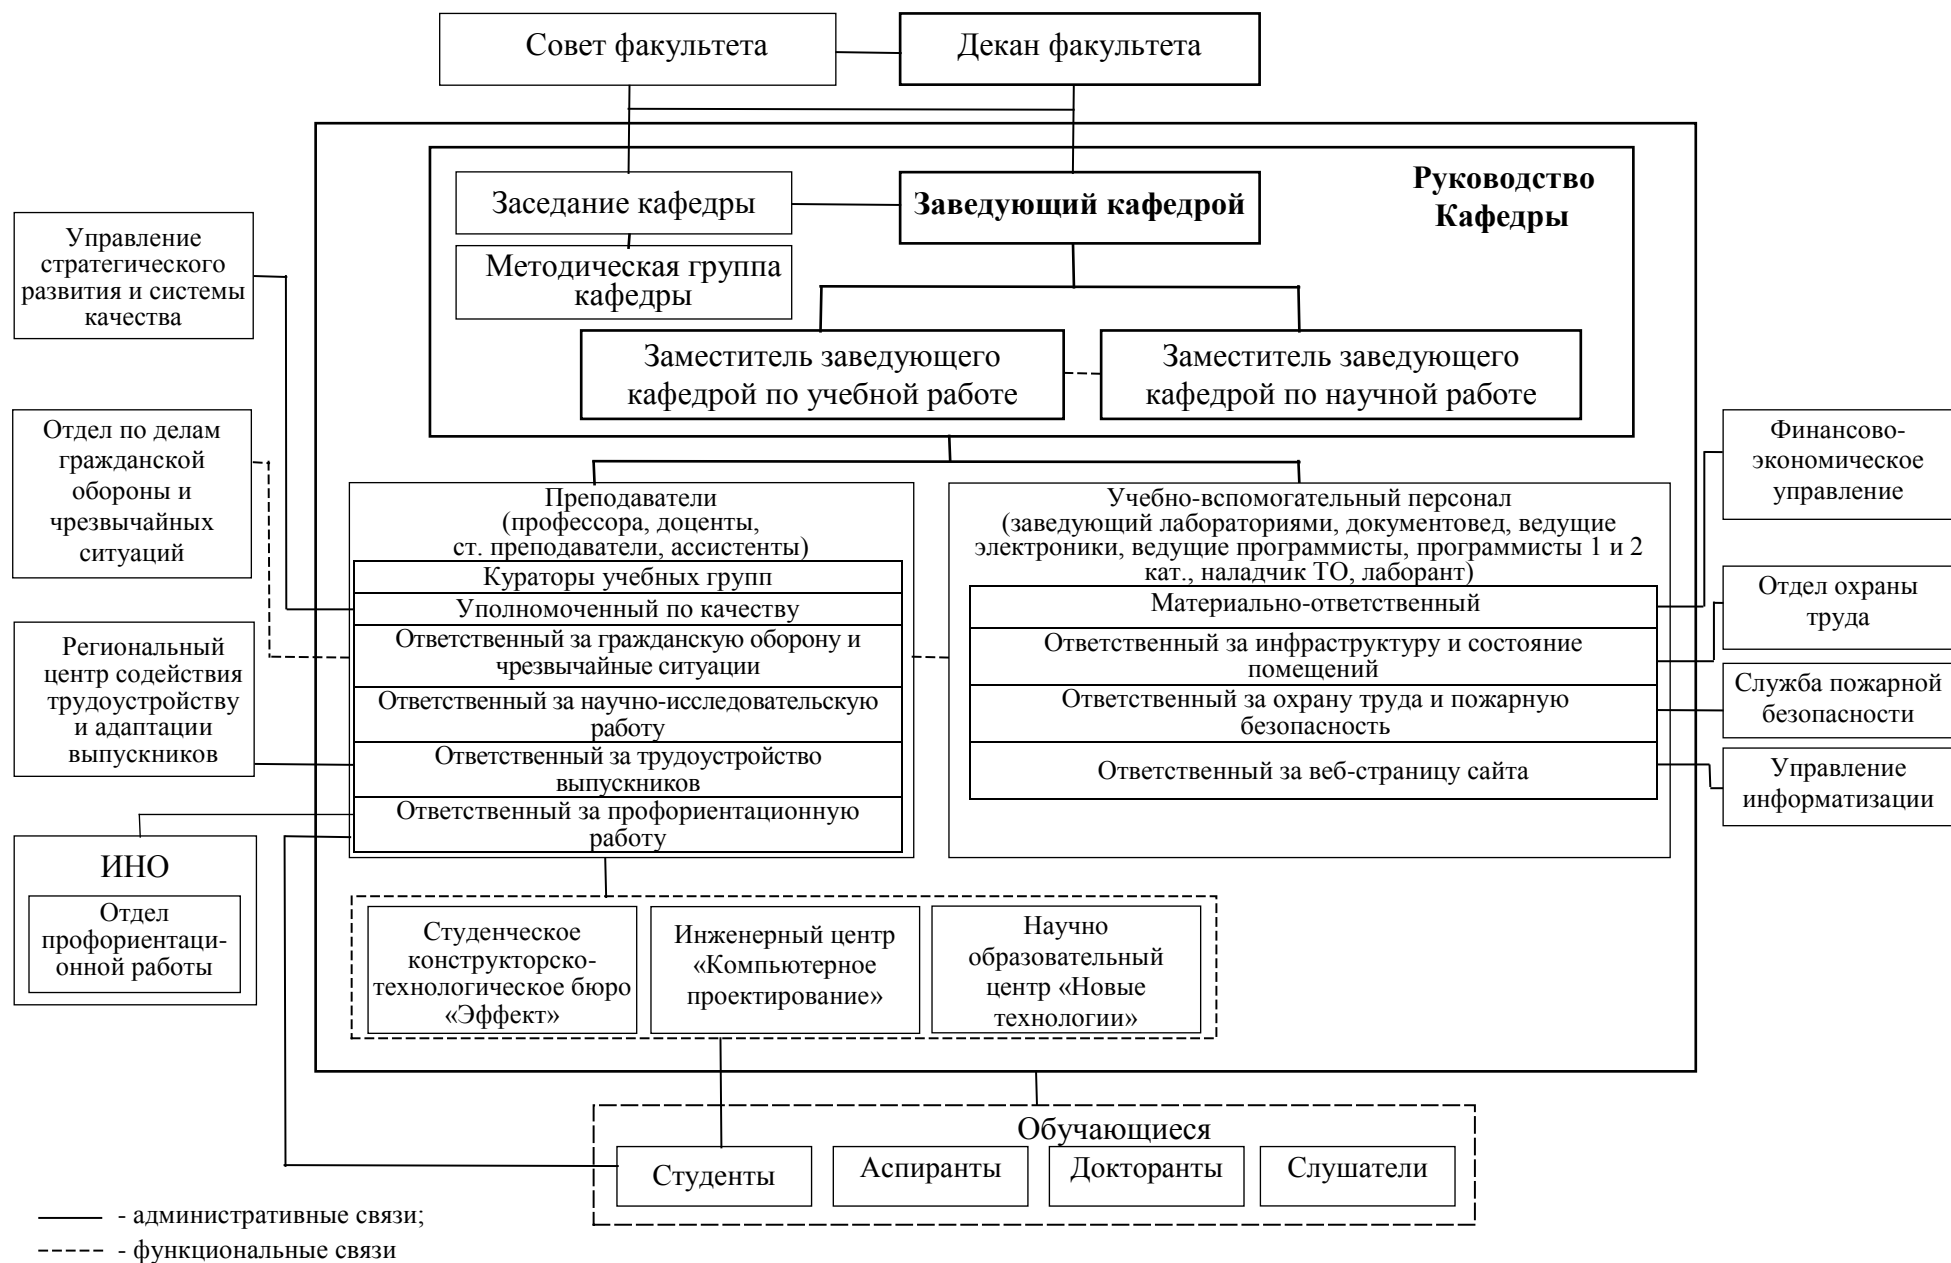 Совет факультета
Декан факультета
Руководство
Кафедры
Заседание кафедры
Заведующий кафедрой
Методическая группа
кафедры
Заместитель заведующего
кафедрой по учебной работе
Заместитель заведующего
кафедрой по научной работе
Управление
стратегического
развития и системы
качества
Отдел по делам
гражданской
обороны и
чрезвычайных
ситуаций
Региональный
центр содействия
трудоустройству
и адаптации
выпускников
ИНО
Отдел
профориентаци-
онной работы
Преподаватели
(профессора, доценты,
ст. преподаватели, ассистенты)
Кураторы учебных групп
Уполномоченный по качеству
Ответственный за гражданскую оборону и
чрезвычайные ситуации
Ответственный за научно-исследовательскую
работу
Ответственный за трудоустройство
выпускников
Ответственный за профориентационную
работу
Учебно-вспомогательный персонал
(заведующий лабораториями, документовед, ведущие
электроники, ведущие программисты, программисты 1 и 2
кат., наладчик ТО, лаборант)
Материально-ответственный
Ответственный за инфраструктуру и состояние
помещений
Ответственный за охрану труда и пожарную
безопасность
Ответственный за веб-страницу сайта
Финансово-
экономическое
управление
Отдел охраны
труда
Служба пожарной
безопасности
Управление
информатизации
Студенческое
конструкторско-
технологическое бюро
«Эффект»
Инженерный центр
«Компьютерное
проектирование»
Научно
образовательный
центр «Новые
технологии»
Обучающиеся
Студенты
Аспиранты
Докторанты
Слушатели
- административные связи;
- функциональные связи